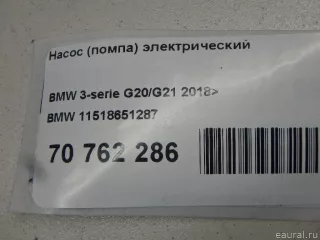 Насос (помпа) электрический
BMW 3-serie G20/G21 2018>
BMW 11518651287
70 762 286
eaural.ru